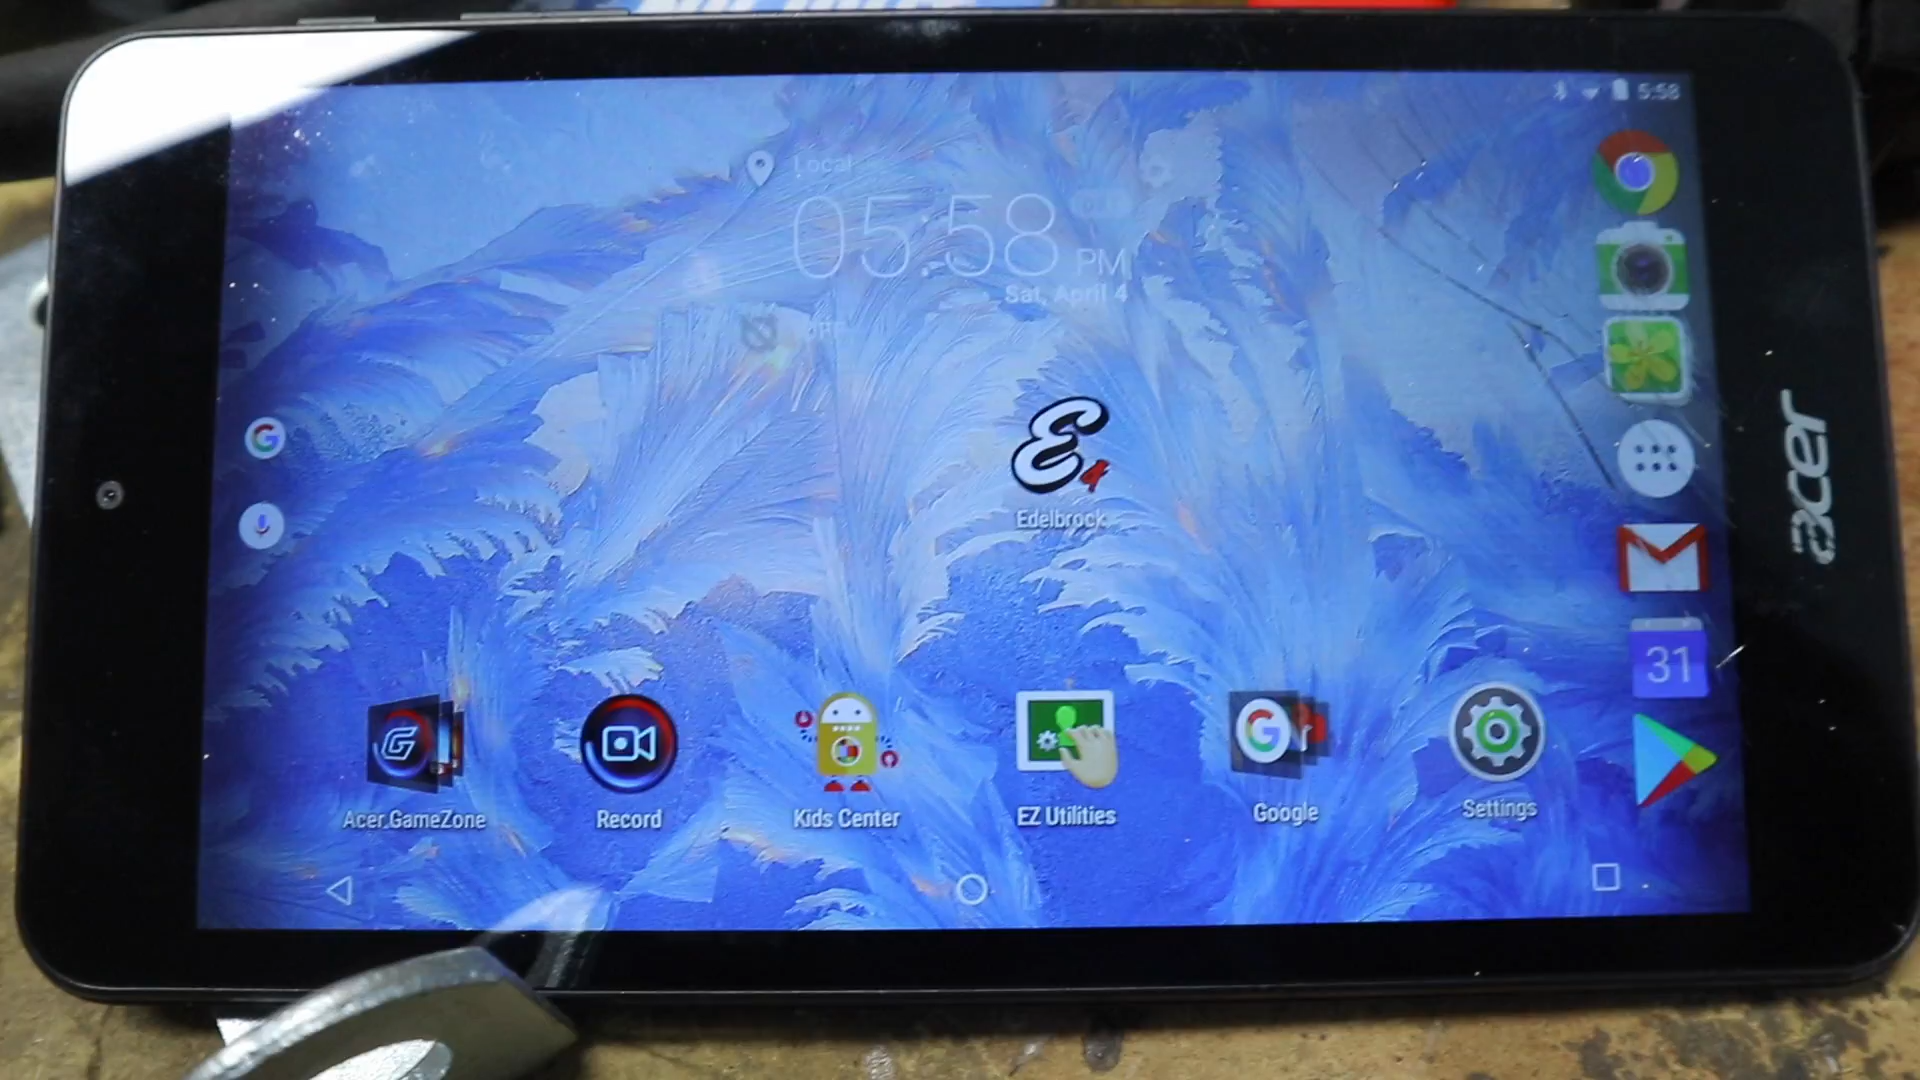 5:58
Local
05:58 PM
Sat, April 4
Edelbrock
acer
31
Acer GameZone
Record
Kids Center
EZ Utilities
Google
Settings